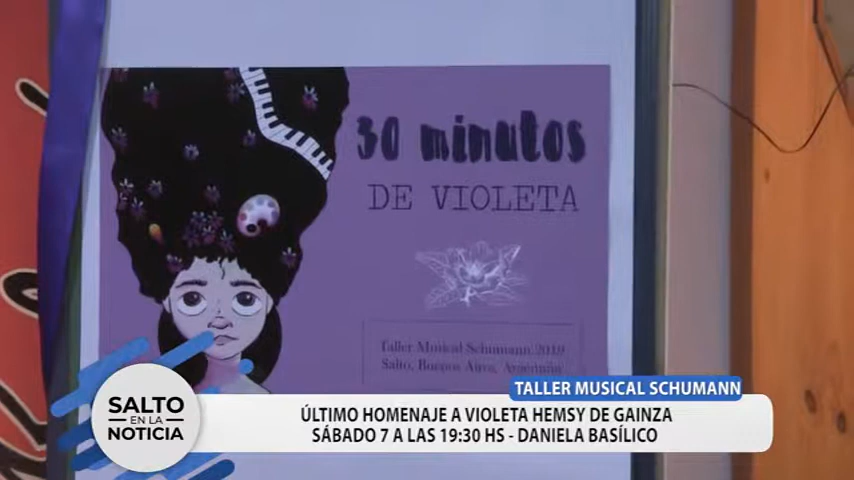 30 minutos
DE VIOLETA
Taller Musical Schumann 2019
Salto, Buenos Aires, Argentina
TALLER MUSICAL SCHUMANN
SALTO
EN LA
NOTICIA
ÚLTIMO HOMENAJE A VIOLETA HEMSY DE GAINZA
SÁBADO 7 A LAS 19:30 HS - DANIELA BASÍLICO